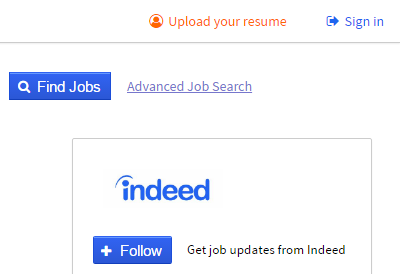 Upload your resume Sign in
Find Jobs Advanced Job Search
indeed
Follow Get job updates from Indeed